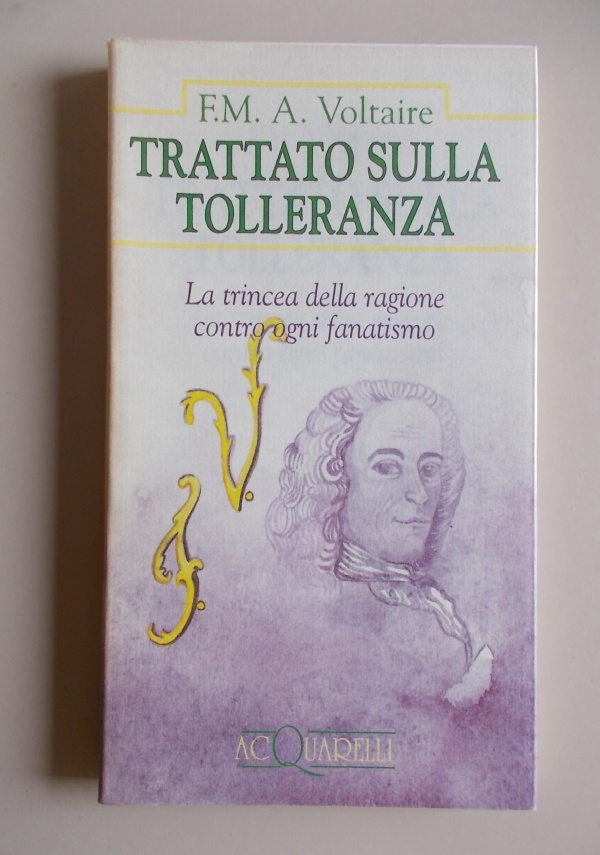 F.M. A. Voltaire
TRATTATO SULLA
TOLLERANZA
La trincea della ragione
contro ogni fanatismo
V.
A.
ACQUARELLI